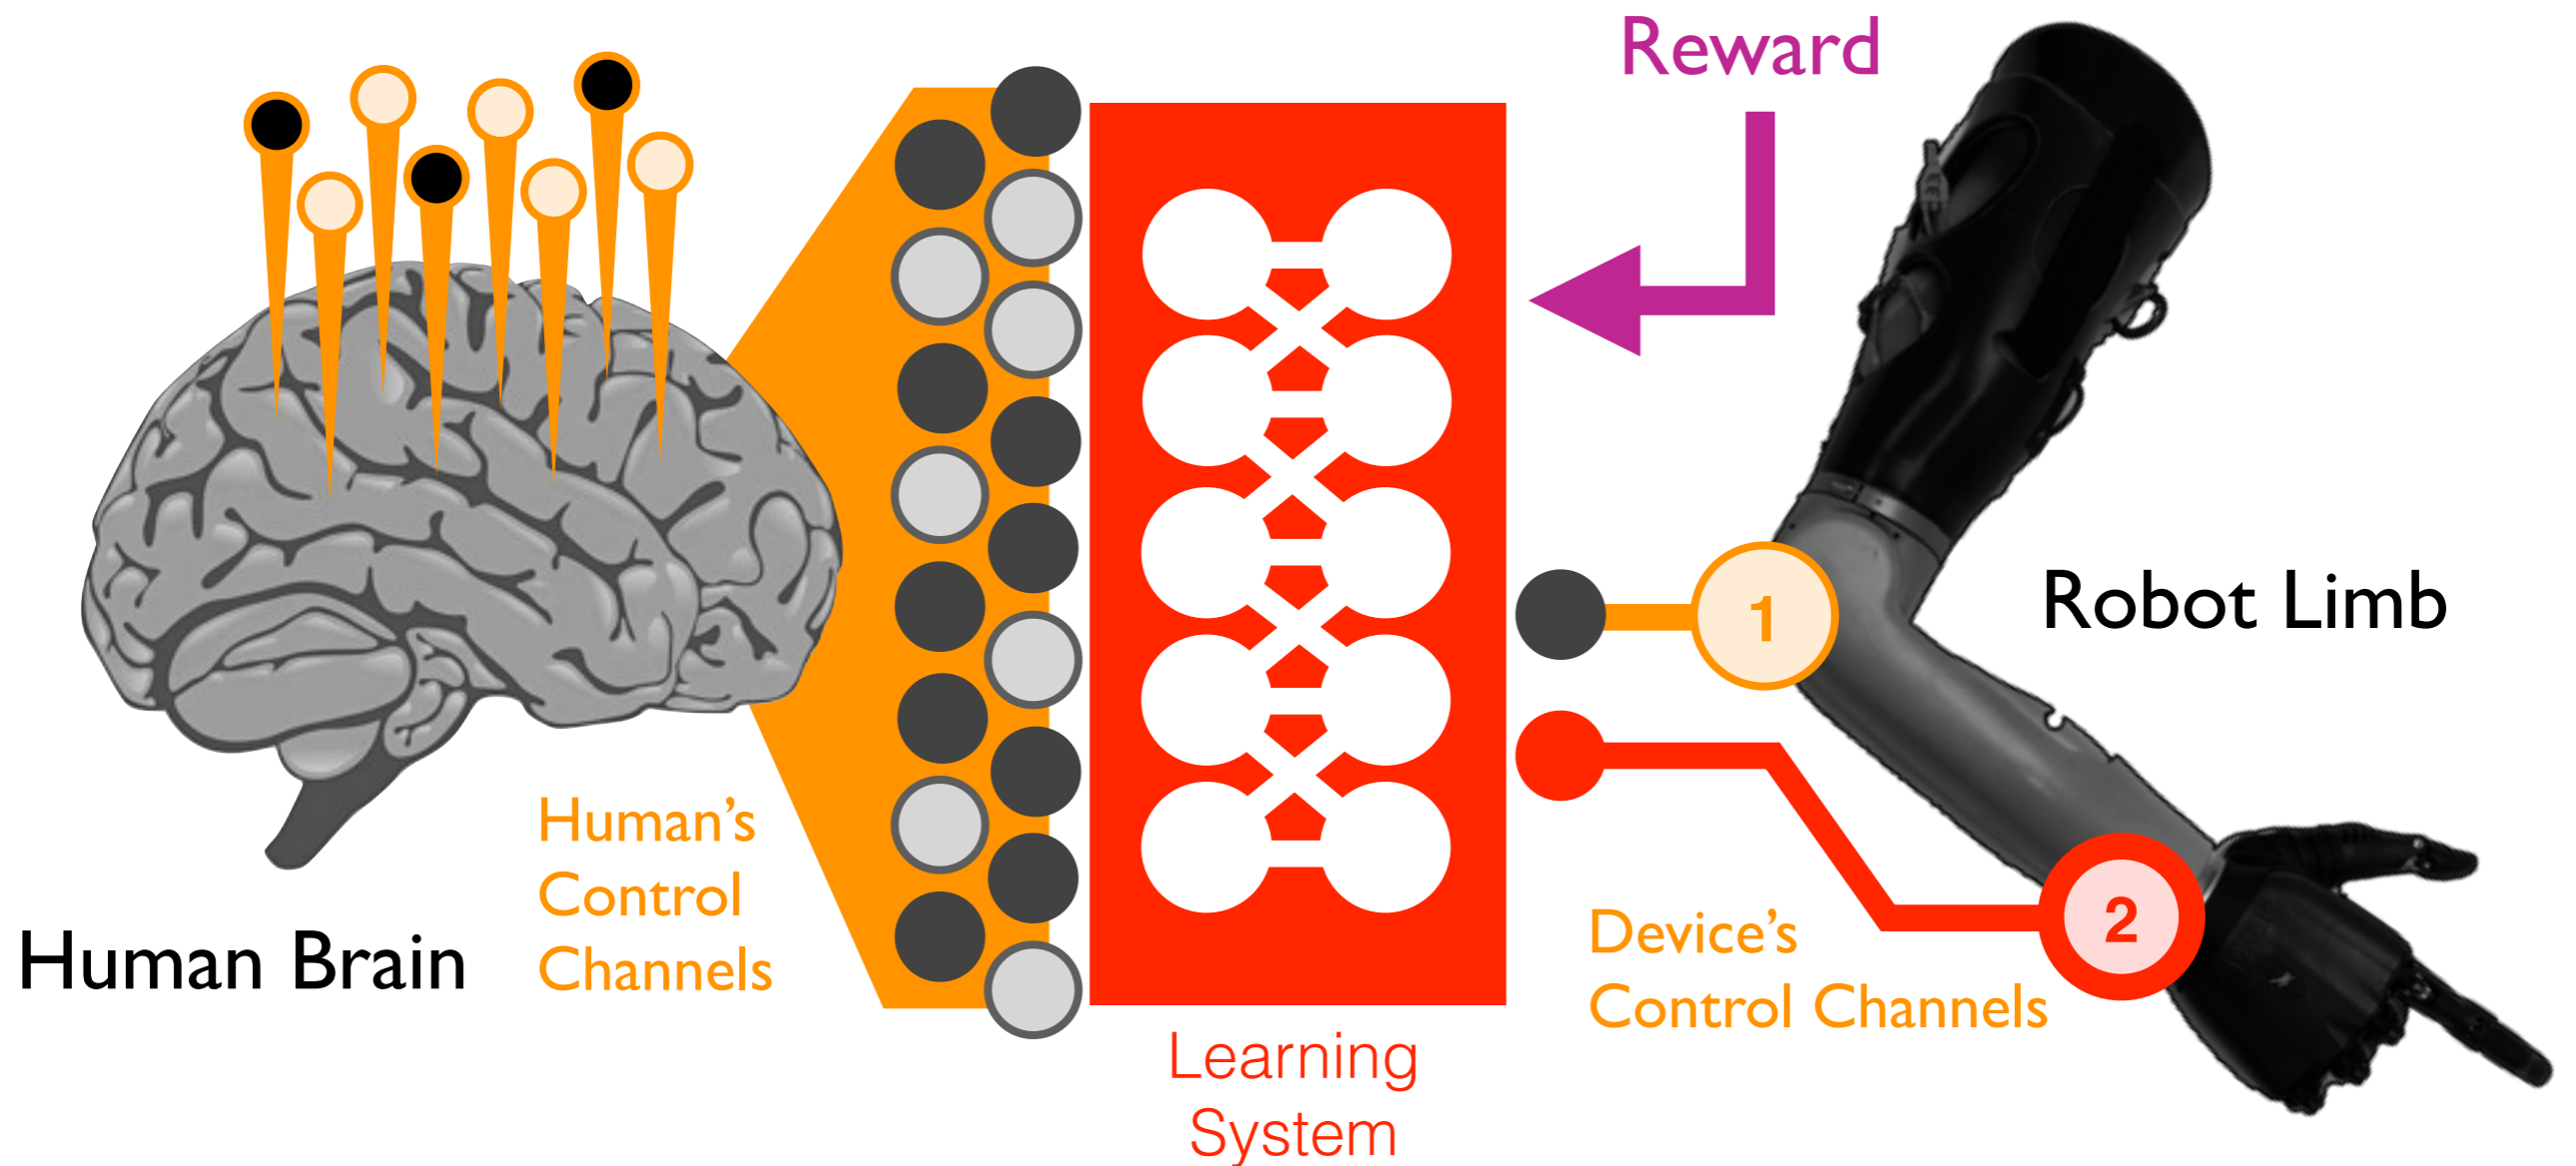 Reward
Robot Limb
1
2
Human's
Control
Channels
Human Brain
Device's
Control Channels
Learning
System